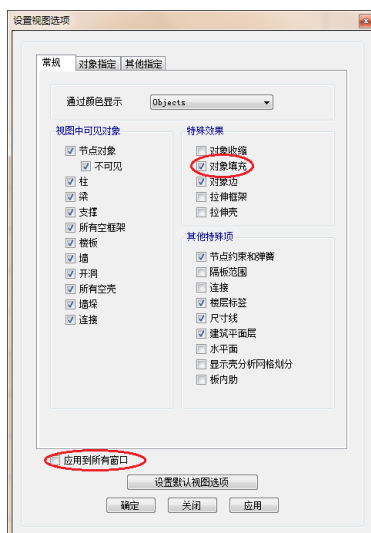 设置视图选项
常规 对象指定 其他指定
通过颜色显示 Objects
视图中可见对象
节点对象
不可见
柱
梁
支撑
所有空框架
楼板
墙
开洞
所有空壳
墙垛
连接
特殊效果
对象收缩
对象填充
对象边
拉伸框架
拉伸壳
其他特殊项
节点约束和弹簧
隔板范围
连接
楼层标签
尺寸线
建筑平面层
水平面
显示壳分析网格划分
板内肋
应用到所有窗口
设置默认视图选项
确定 关闭 应用